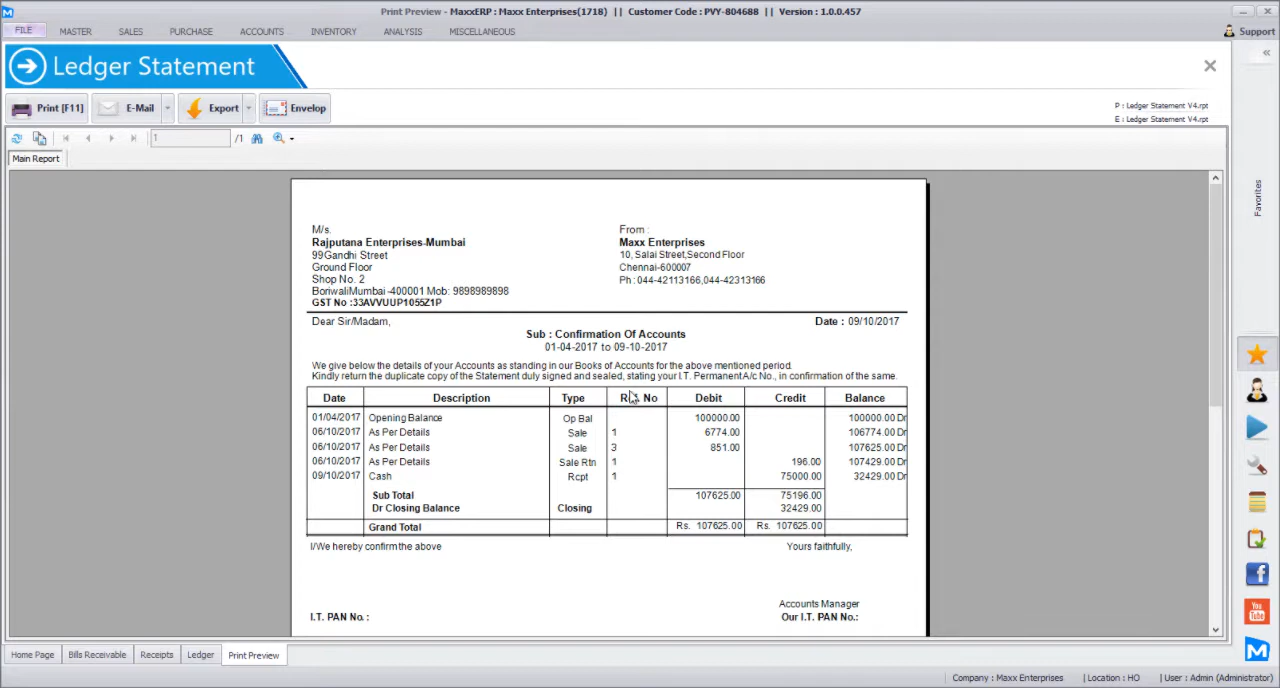 Print Preview - MaxxERP : Maxx Enterprises(1718) || Customer Code : PVY-804688 || Version : 1.0.0.457
FILE MASTER SALES PURCHASE ACCOUNTS INVENTORY ANALYSIS MISCELLANEOUS Support
Ledger Statement
Print [F11] E-Mail Export Envelop
P : Ledger Statement V4.rpt
E : Ledger Statement V4.rpt
1 /1
Main Report
Favorites
M/s.
Rajputana Enterprises-Mumbai
99Gandhi Street
Ground Floor
Shop No. 2
BoriwaliMumbai-400001 Mob: 9898989898
GST No :33AVVUUP1055Z1P
From :
Maxx Enterprises
10, Salai Street,Second Floor
Chennai-600007
Ph : 044-42113166,044-42313166
Dear Sir/Madam, Date : 09/10/2017
Sub : Confirmation Of Accounts
01-04-2017 to 09-10-2017
We give below the details of your Accounts as standing in our Books of Accounts for the above mentioned period.
Kindly return the duplicate copy of the Statement duly signed and sealed, stating your I.T. Permanent A/c No., in confirmation of the same.
Date Description Type No Debit Credit Balance
01/04/2017 Opening Balance Op Bal 100000.00 100000.00 Dr
06/10/2017 As Per Details Sale 1 6774.00 106774.00 Dr
06/10/2017 As Per Details Sale 3 851.00 107625.00 Dr
06/10/2017 As Per Details Sale Rtn 1 196.00 107429.00 Dr
09/10/2017 Cash Rcpt 1 75000.00 32429.00 Dr
Sub Total 107625.00 75196.00
Dr Closing Balance Closing 32429.00
Grand Total Rs. 107625.00 Rs. 107625.00
I/We hereby confirm the above Yours faithfully,
Accounts Manager
I.T. PAN No. : Our I.T. PAN No.:
You Tube
Home Page Bills Receivable Receipts Ledger Print Preview
Company : Maxx Enterprises | Location : HO | User : Admin (Administrator)